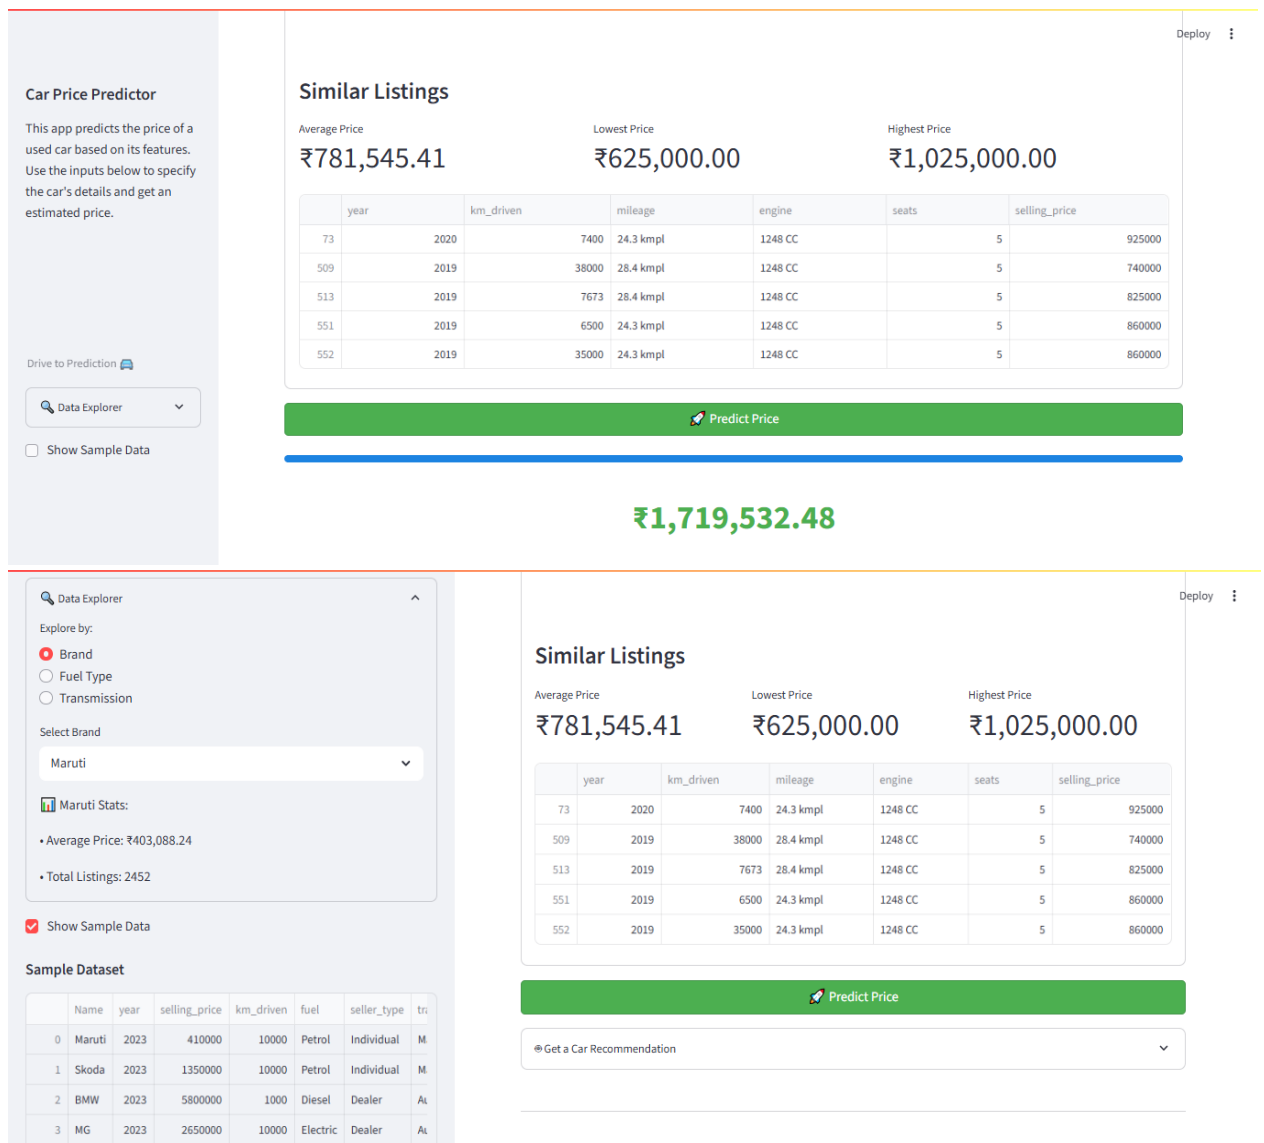 Deploy
Car Price Predictor
This app predicts the price of a
used car based on its features.
Use the inputs below to specify
the car's details and get an
estimated price.
Drive to Prediction
Data Explorer
Show Sample Data
Similar Listings
Average Price Lowest Price Highest Price
₹781,545.41 ₹625,000.00 ₹1,025,000.00
year km_driven mileage engine seats selling_price
73 2020 7400 24.3 kmpl 1248 CC 5 925000
509 2019 38000 28.4 kmpl 1248 CC 5 740000
513 2019 7673 28.4 kmpl 1248 CC 5 825000
551 2019 6500 24.3 kmpl 1248 CC 5 860000
552 2019 35000 24.3 kmpl 1248 CC 5 860000
Predict Price
₹1,719,532.48
Deploy
Data Explorer
Explore by:
Brand
Fuel Type
Transmission
Select Brand
Maruti
Maruti Stats:
• Average Price: ₹403,088.24
• Total Listings: 2452
Show Sample Data
Sample Dataset
Name year selling_price km_driven fuel seller_type tra
0 Maruti 2023 410000 10000 Petrol Individual M
1 Skoda 2023 1350000 10000 Petrol Individual M
2 BMW 2023 5800000 1000 Diesel Dealer Au
3 MG 2023 2650000 10000 Electric Dealer Au
Similar Listings
Average Price Lowest Price Highest Price
₹781,545.41 ₹625,000.00 ₹1,025,000.00
year km_driven mileage engine seats selling_price
73 2020 7400 24.3 kmpl 1248 CC 5 925000
509 2019 38000 28.4 kmpl 1248 CC 5 740000
513 2019 7673 28.4 kmpl 1248 CC 5 825000
551 2019 6500 24.3 kmpl 1248 CC 5 860000
552 2019 35000 24.3 kmpl 1248 CC 5 860000
Predict Price
Get a Car Recommendation